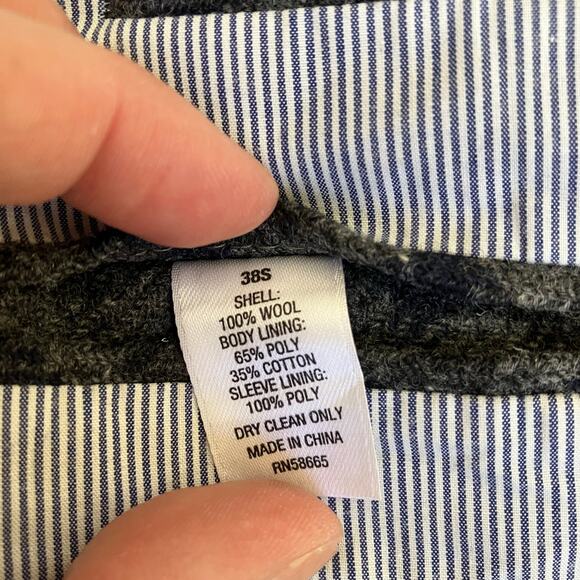 38S
SHELL:
100% WOOL
BODY LINING:
65% POLY
35% COTTON
SLEEVE LINING:
100% POLY
DRY CLEAN ONLY
MADE IN CHINA
RN58665